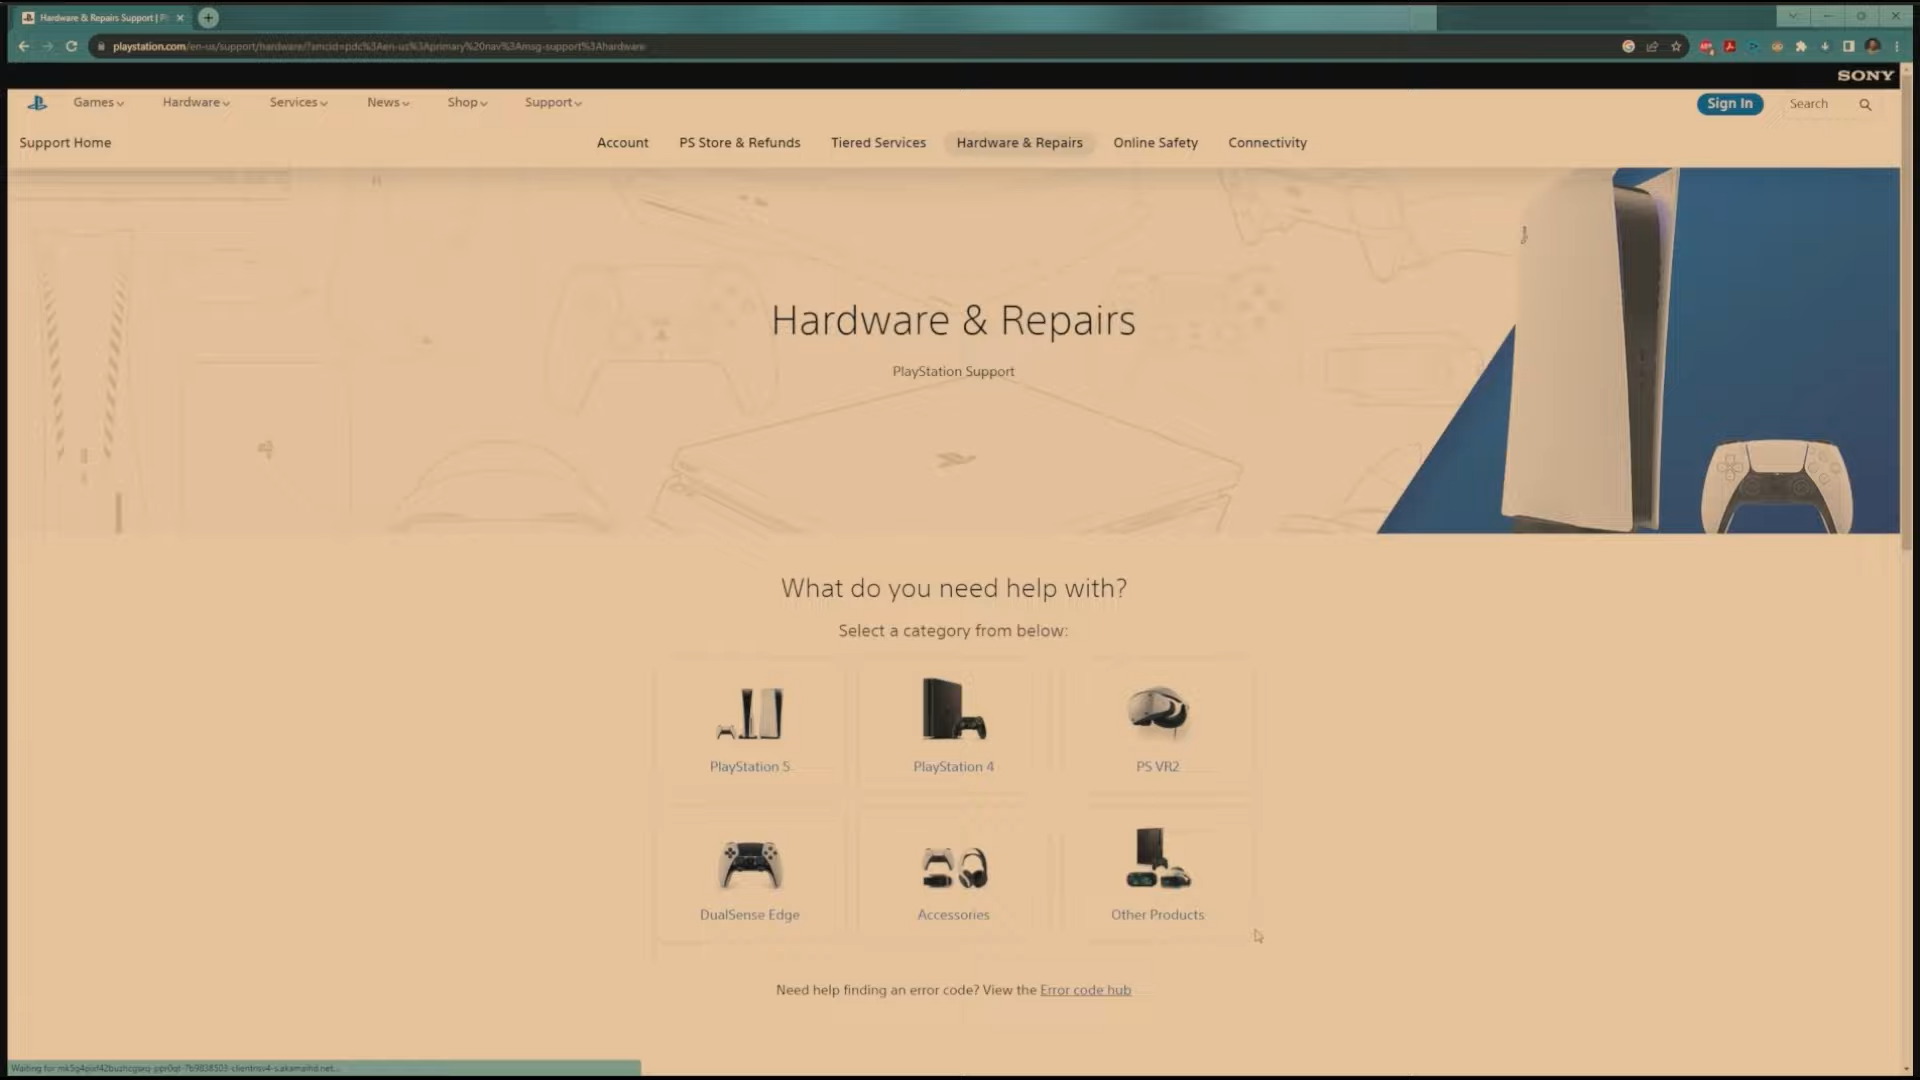 Hardware & Repairs Support | P
playstation.com/en-us/support/hardware/?smcid=pdc%3Aen-us%3Aprimary%20nav%3Amsg-support%3Ahardware
SONY
Games Hardware Services News Shop Support Sign In Search
Support Home Account PS Store & Refunds Tiered Services Hardware & Repairs Online Safety Connectivity
Hardware & Repairs
PlayStation Support
What do you need help with?
Select a category from below:
PlayStation 5 PlayStation 4 PS VR2
DualSense Edge Accessories Other Products
Need help finding an error code? View the Error code hub
Waiting for